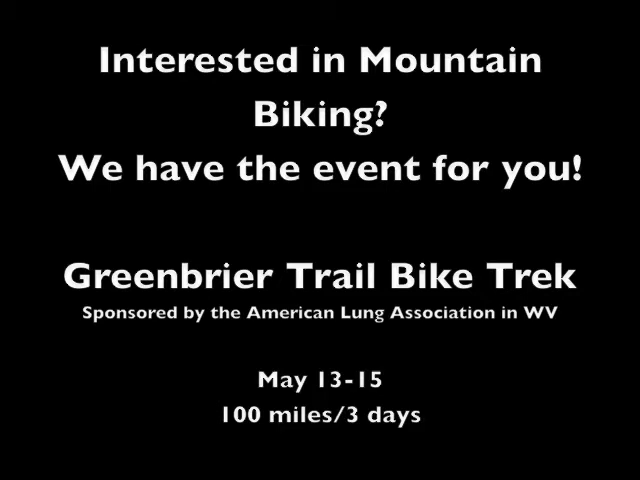 Interested in Mountain
Biking?
We have the event for you!
Greenbrier Trail Bike Trek
Sponsored by the American Lung Association in WV
May 13-15
100 miles/3 days